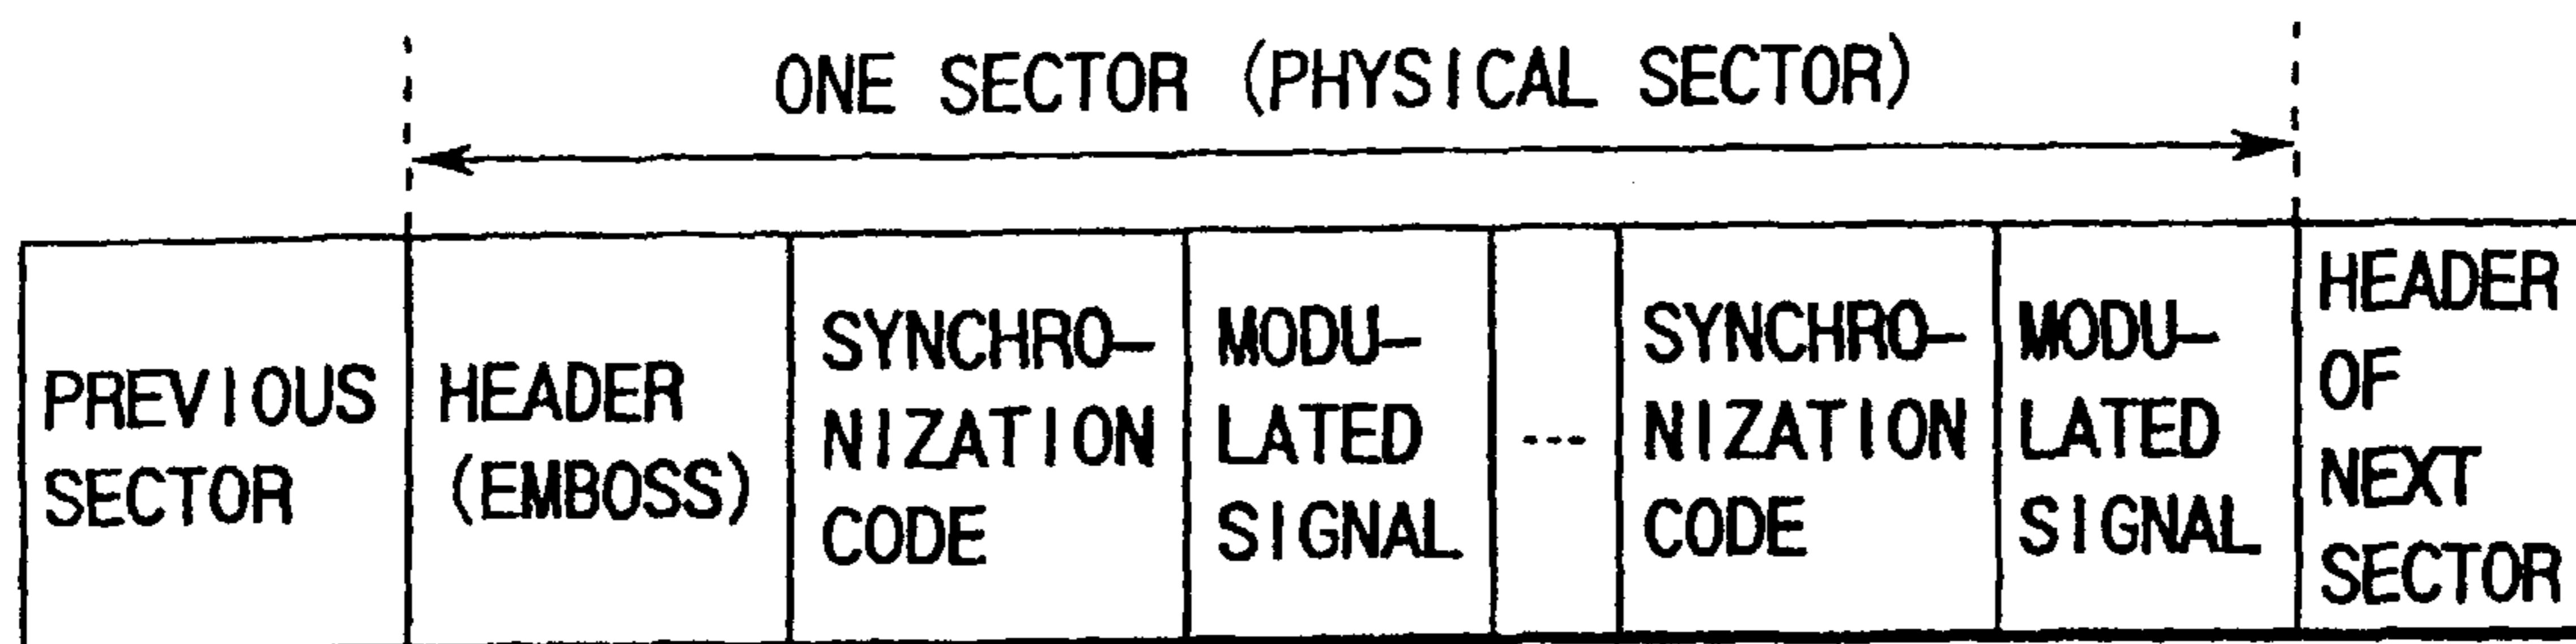 ONE SECTOR (PHYSICAL SECTOR)
PREVIOUS
SECTOR
HEADER
(EMBOSS)
SYNCHRO-
NIZATION
CODE
MODU-
LATED
SIGNAL
---
SYNCHRO-
NIZATION
CODE
MODU-
LATED
SIGNAL
HEADER
OF
NEXT
SECTOR